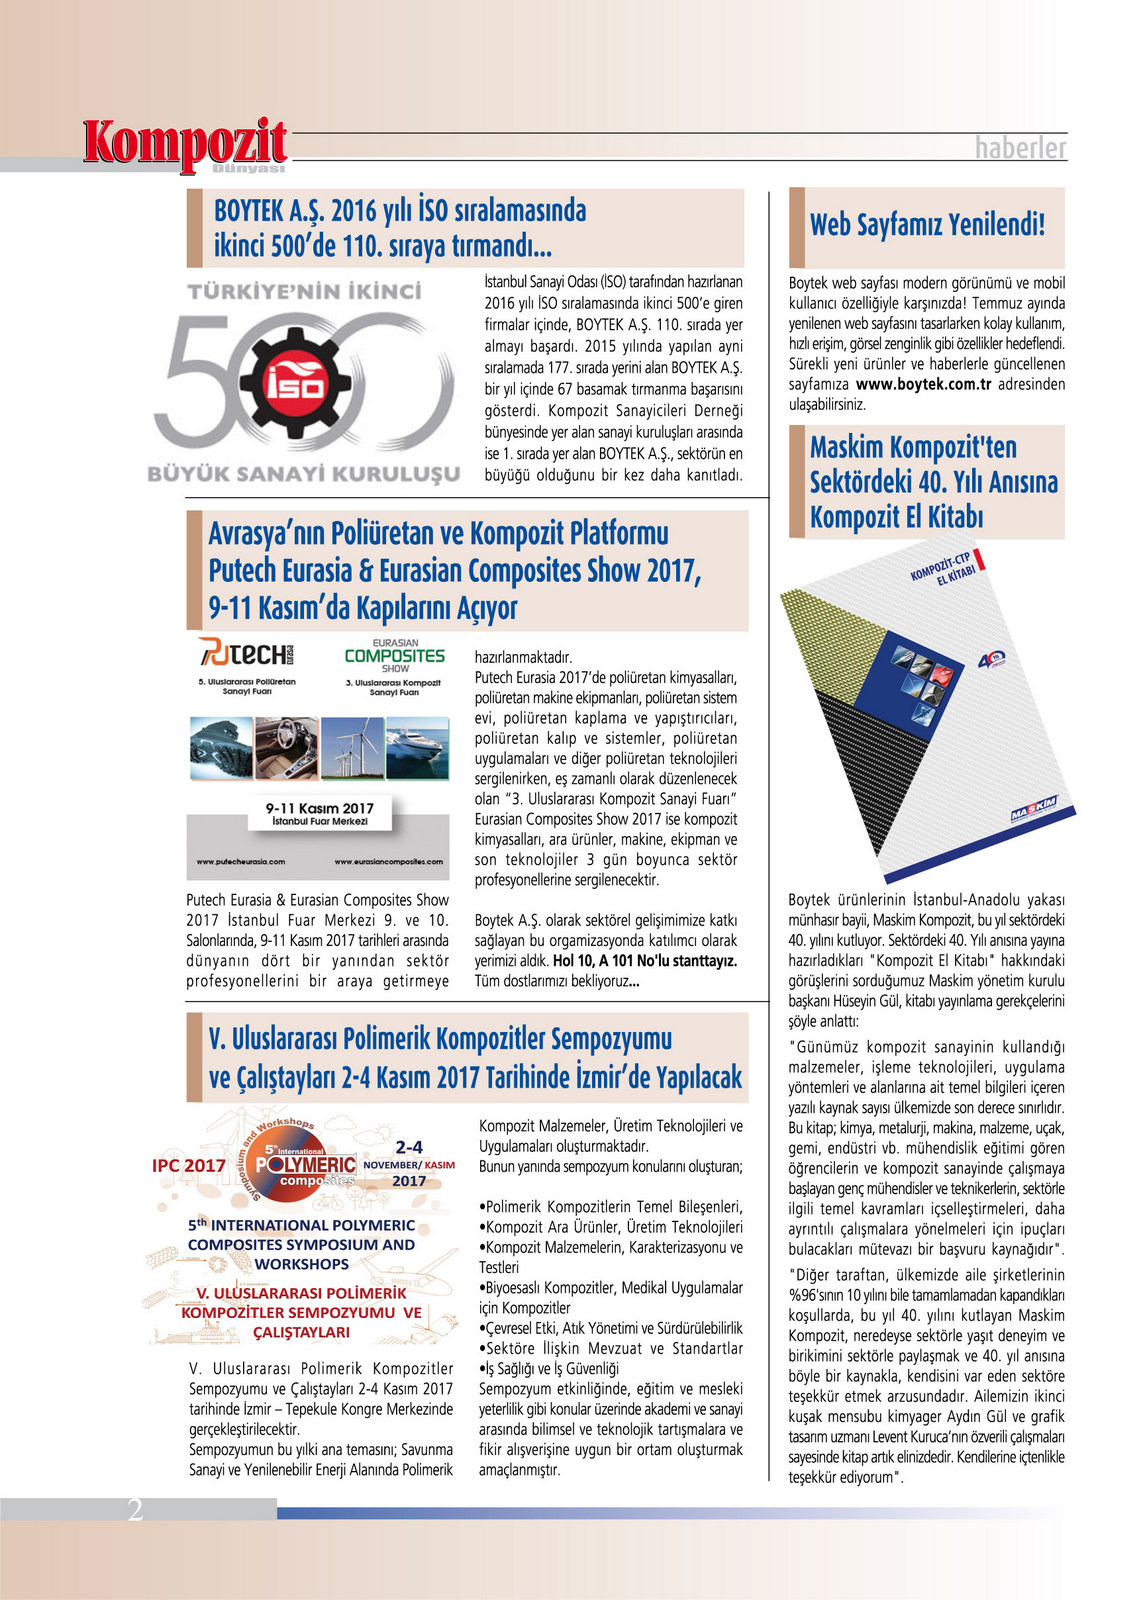 Kompozit
Dünyası
haberler
BOYTEK A.Ş. 2016 yılı İSO sıralamasında
ikinci 500'de 110. sıraya tırmandı...
TÜRKİYE'NİN İKİNCİ
500
İSO
BÜYÜK SANAYİ KURULUŞU
İstanbul Sanayi Odası (İSO) tarafından hazırlanan
2016 yılı İSO sıralamasında ikinci 500'e giren
firmalar içinde, BOYTEK A.Ş. 110. sırada yer
almayı başardı. 2015 yılında yapılan ayni
sıralamada 177. sırada yerini alan BOYTEK A.Ş.
bir yıl içinde 67 basamak tırmanma başarısını
gösterdi. Kompozit Sanayicileri Derneği
bünyesinde yer alan sanayi kuruluşları arasında
ise 1. sırada yer alan BOYTEK A.Ş., sektörün en
büyüğü olduğunu bir kez daha kanıtladı.
Avrasya'nın Poliüretan ve Kompozit Platformu
Putech Eurasia & Eurasian Composites Show 2017,
9-11 Kasım'da Kapılarını Açıyor
PUTECH
5. Uluslararası Poliüretan
Sanayi Fuarı
EURASIAN
COMPOSITES
SHOW
3. Uluslararası Kompozit
Sanayi Fuarı
9-11 Kasım 2017
İstanbul Fuar Merkezi
www.putecheurasia.com
www.eurasiancomposites.com
Putech Eurasia & Eurasian Composites Show
2017 İstanbul Fuar Merkezi 9. ve 10.
Salonlarında, 9-11 Kasım 2017 tarihleri arasında
dünyanın dört bir yanından sektör
profesyonellerini bir araya getirmeye
hazırlanmaktadır.
Putech Eurasia 2017'de poliüretan kimyasalları,
poliüretan makine ekipmanları, poliüretan sistem
evi, poliüretan kaplama ve yapıştırıcıları,
poliüretan kalıp ve sistemler, poliüretan
uygulamaları ve diğer poliüretan teknolojileri
sergilenirken, eş zamanlı olarak düzenlenecek
olan "3. Uluslararası Kompozit Sanayi Fuarı"
Eurasian Composites Show 2017 ise kompozit
kimyasalları, ara ürünler, makine, ekipman ve
son teknolojiler 3 gün boyunca sektör
profesyonellerine sergilenecektir.
Boytek A.Ş. olarak sektörel gelişimimize katkı
sağlayan bu organizasyonda katılımcı olarak
yerimizi aldık. Hol 10, A 101 No'lu stanttayız.
Tüm dostlarımızı bekliyoruz...
V. Uluslararası Polimerik Kompozitler Sempozyumu
ve Çalıştayları 2-4 Kasım 2017 Tarihinde İzmir'de Yapılacak
IPC 2017
Symposium and Workshops
5th International
POLYMERIC
composites
2-4
NOVEMBER/ KASIM
2017
5th INTERNATIONAL POLYMERIC
COMPOSITES SYMPOSIUM AND
WORKSHOPS
V. ULUSLARARASI POLİMERİK
KOMPOZİTLER SEMPOZYUMU VE
ÇALIŞTAYLARI
V. Uluslararası Polimerik Kompozitler
Sempozyumu ve Çalıştayları 2-4 Kasım 2017
tarihinde İzmir – Tepekule Kongre Merkezinde
gerçekleştirilecektir.
Sempozyumun bu yılki ana temasını; Savunma
Sanayi ve Yenilenebilir Enerji Alanında Polimerik
Kompozit Malzemeler, Üretim Teknolojileri ve
Uygulamaları oluşturmaktadır.
Bunun yanında sempozyum konularını oluşturan;
•Polimerik Kompozitlerin Temel Bileşenleri,
•Kompozit Ara Ürünler, Üretim Teknolojileri
•Kompozit Malzemelerin, Karakterizasyonu ve
Testleri
•Biyoesaslı Kompozitler, Medikal Uygulamalar
için Kompozitler
•Çevresel Etki, Atık Yönetimi ve Sürdürülebilirlik
•Sektöre İlişkin Mevzuat ve Standartlar
•İş Sağlığı ve İş Güvenliği
Sempozyum etkinliğinde, eğitim ve mesleki
yeterlilik gibi konular üzerinde akademi ve sanayi
arasında bilimsel ve teknolojik tartışmalara ve
fikir alışverişine uygun bir ortam oluşturmak
amaçlanmıştır.
Web Sayfamız Yenilendi!
Boytek web sayfası modern görünümü ve mobil
kullanıcı özelliğiyle karşınızda! Temmuz ayında
yenilenen web sayfasını tasarlarken kolay kullanım,
hızlı erişim, görsel zenginlik gibi özellikler hedeflendi.
Sürekli yeni ürünler ve haberlerle güncellenen
sayfamıza www.boytek.com.tr adresinden
ulaşabilirsiniz.
Maskim Kompozit'ten
Sektördeki 40. Yılı Anısına
Kompozit El Kitabı
KOMPOZİT-CTP
EL KİTABI
40
MASKİM
Boytek ürünlerinin İstanbul-Anadolu yakası
münhasır bayii, Maskim Kompozit, bu yıl sektördeki
40. yılını kutluyor. Sektördeki 40. Yılı anısına yayına
hazırladıkları "Kompozit El Kitabı" hakkındaki
görüşlerini sorduğumuz Maskim yönetim kurulu
başkanı Hüseyin Gül, kitabı yayınlama gerekçelerini
şöyle anlattı:
"Günümüz kompozit sanayinin kullandığı
malzemeler, işleme teknolojileri, uygulama
yöntemleri ve alanlarına ait temel bilgileri içeren
yazılı kaynak sayısı ülkemizde son derece sınırlıdır.
Bu kitap; kimya, metalurji, makina, malzeme, uçak,
gemi, endüstri vb. mühendislik eğitimi gören
öğrencilerin ve kompozit sanayinde çalışmaya
başlayan genç mühendisler ve teknikerlerin, sektörle
ilgili temel kavramları içselleştirmeleri, daha
ayrıntılı çalışmalara yönelmeleri için ipuçları
bulacakları mütevazı bir başvuru kaynağıdır".
"Diğer taraftan, ülkemizde aile şirketlerinin
%96'sının 10 yılını bile tamamlamadan kapandıkları
koşullarda, bu yıl 40. yılını kutlayan Maskim
Kompozit, neredeyse sektörle yaşıt deneyim ve
birikimini sektörle paylaşmak ve 40. yıl anısına
böyle bir kaynakla, kendisini var eden sektöre
teşekkür etmek arzusundadır. Ailemizin ikinci
kuşak mensubu kimyager Aydın Gül ve grafik
tasarım uzmanı Levent Kuruca'nın özverili çalışmaları
sayesinde kitap artık elinizdedir. Kendilerine içtenlikle
teşekkür ediyorum".
2